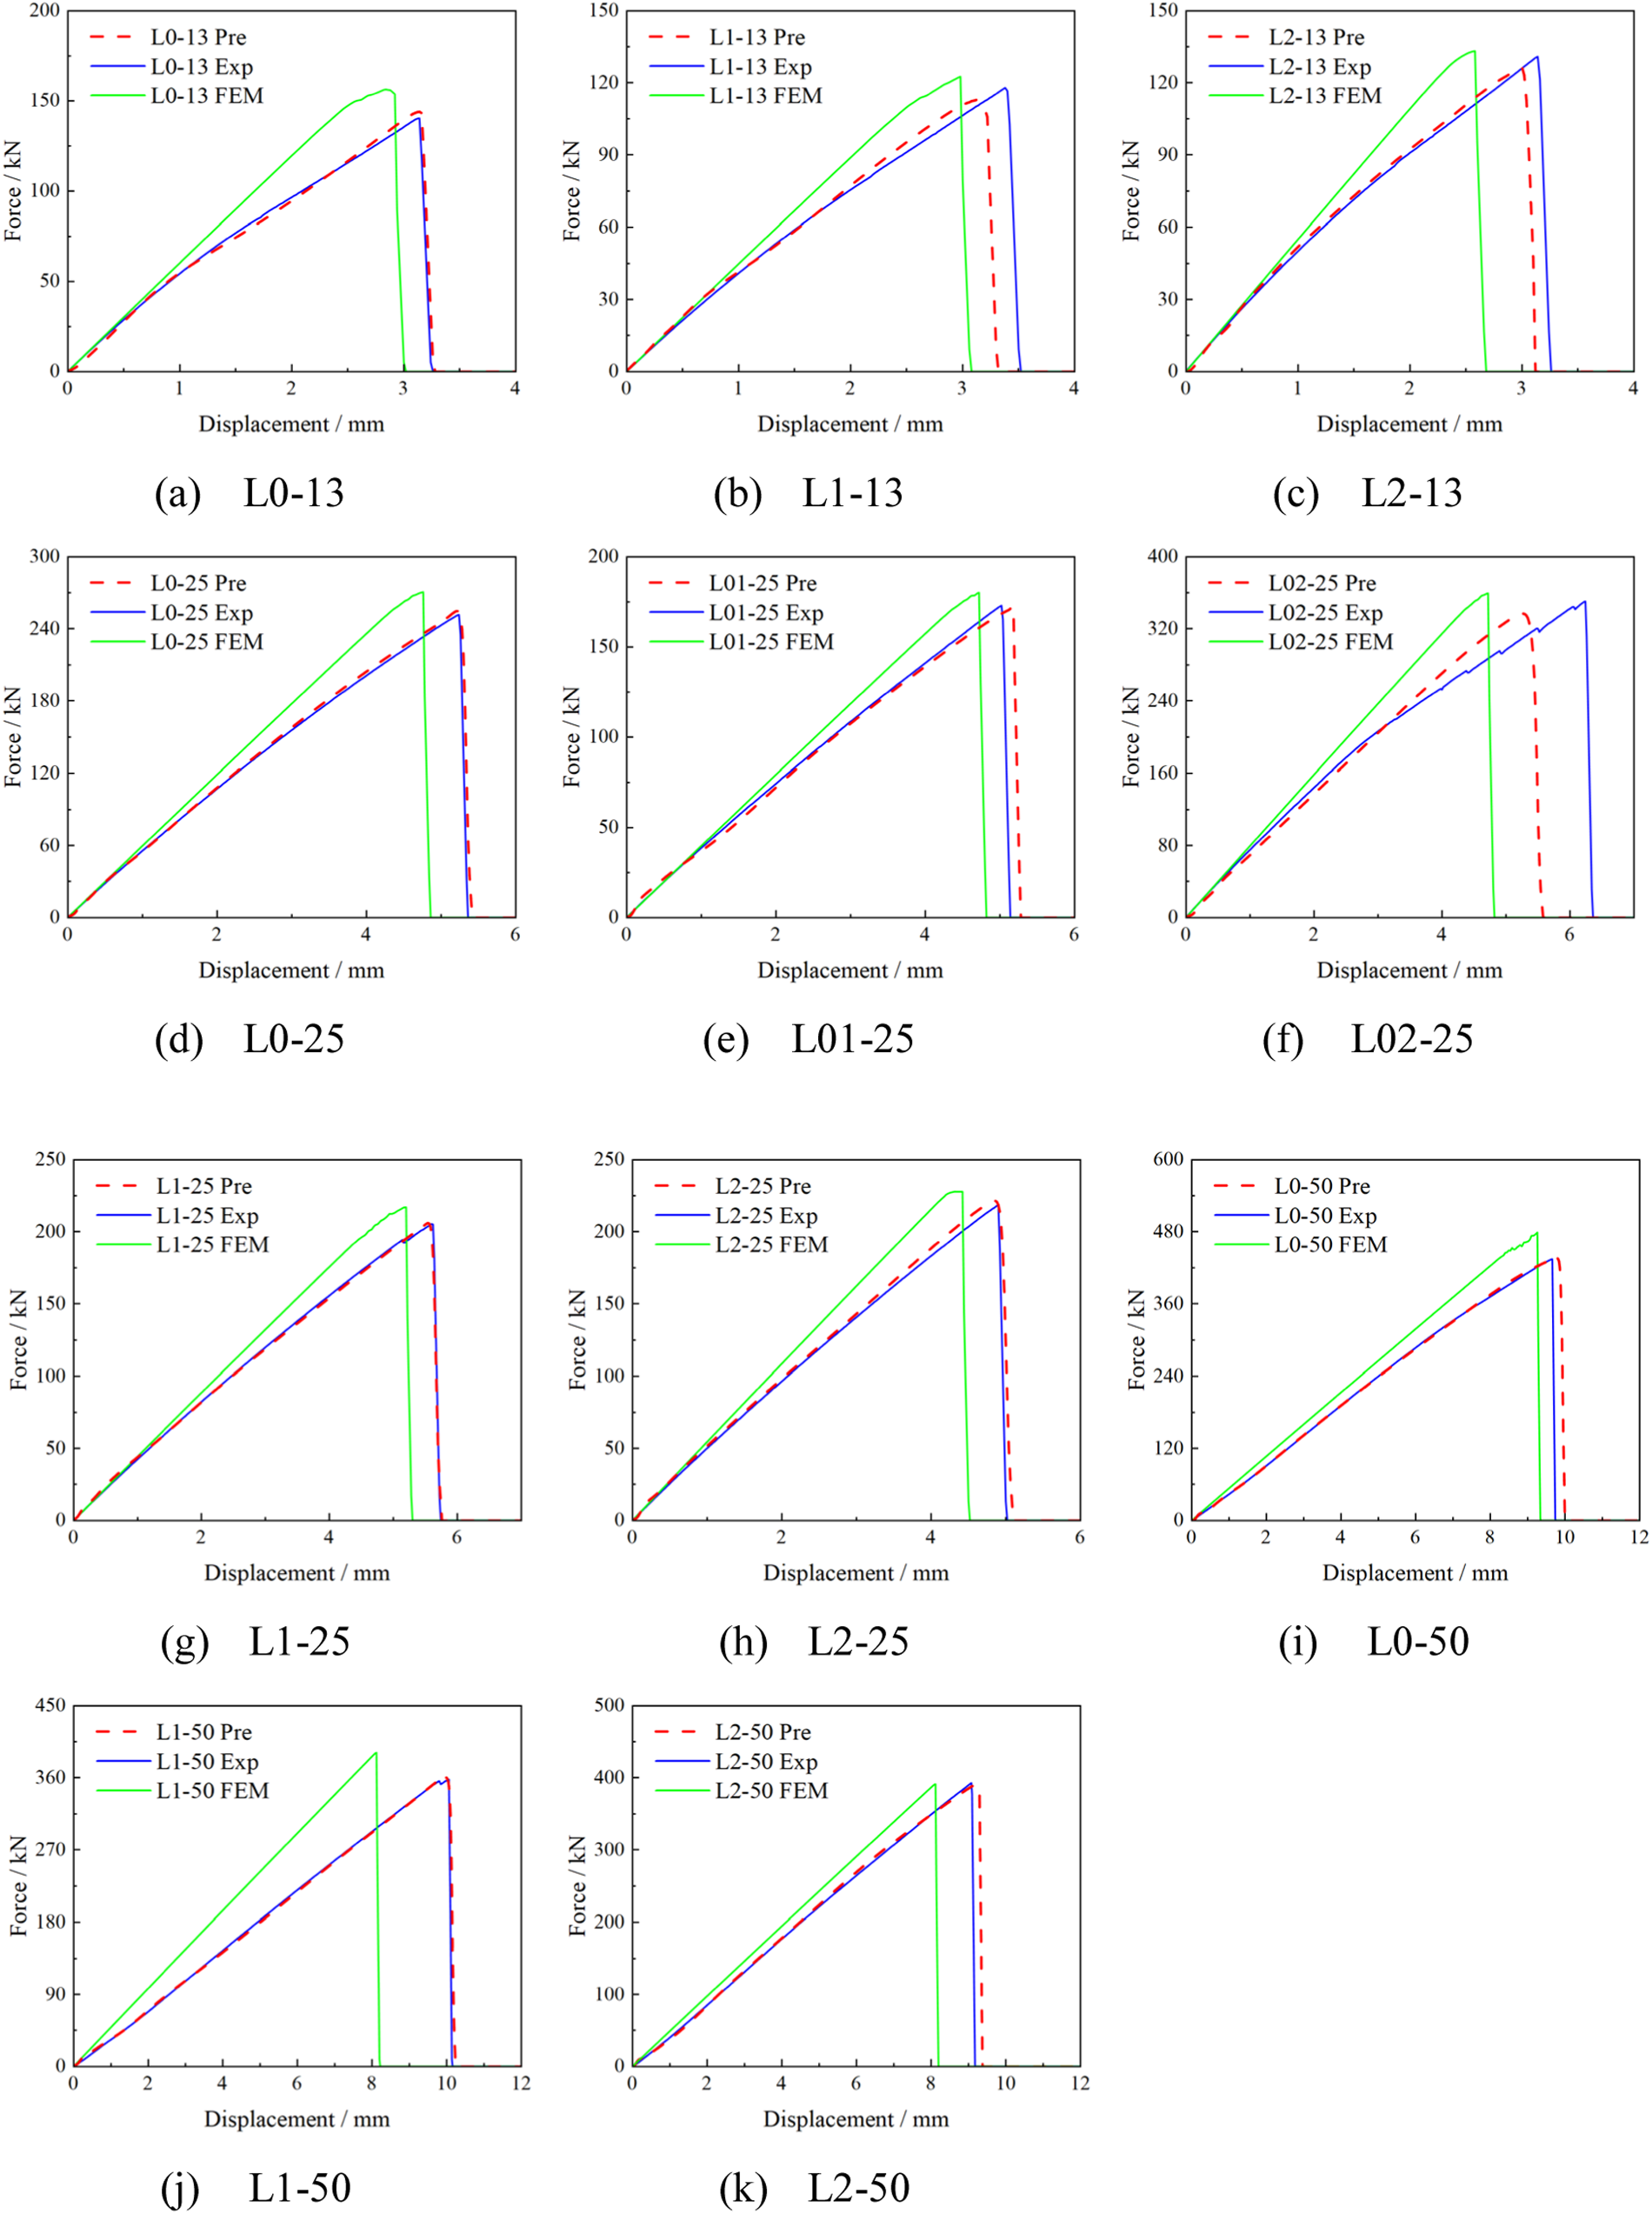 200
150
100
50
0
Force / kN
L0-13 Pre
L0-13 Exp
L0-13 FEM
0 1 2 3 4
Displacement / mm
(a) L0-13
150
120
90
60
30
0
Force / kN
L1-13 Pre
L1-13 Exp
L1-13 FEM
0 1 2 3 4
Displacement / mm
(b) L1-13
150
120
90
60
30
0
Force / kN
L2-13 Pre
L2-13 Exp
L2-13 FEM
0 1 2 3 4
Displacement / mm
(c) L2-13
300
240
180
120
60
0
Force / kN
L0-25 Pre
L0-25 Exp
L0-25 FEM
0 2 4 6
Displacement / mm
(d) L0-25
200
150
100
50
0
Force / kN
L01-25 Pre
L01-25 Exp
L01-25 FEM
0 2 4 6
Displacement / mm
(e) L01-25
400
320
240
160
80
0
Force / kN
L02-25 Pre
L02-25 Exp
L02-25 FEM
0 2 4 6
Displacement / mm
(f) L02-25
250
200
150
100
50
0
Force / kN
L1-25 Pre
L1-25 Exp
L1-25 FEM
0 2 4 6
Displacement / mm
(g) L1-25
250
200
150
100
50
0
Force / kN
L2-25 Pre
L2-25 Exp
L2-25 FEM
0 2 4 6
Displacement / mm
(h) L2-25
600
480
360
240
120
0
Force / kN
L0-50 Pre
L0-50 Exp
L0-50 FEM
0 2 4 6 8 10 12
Displacement / mm
(i) L0-50
450
360
270
180
90
0
Force / kN
L1-50 Pre
L1-50 Exp
L1-50 FEM
0 2 4 6 8 10 12
Displacement / mm
(j) L1-50
500
400
300
200
100
0
Force / kN
L2-50 Pre
L2-50 Exp
L2-50 FEM
0 2 4 6 8 10 12
Displacement / mm
(k) L2-50